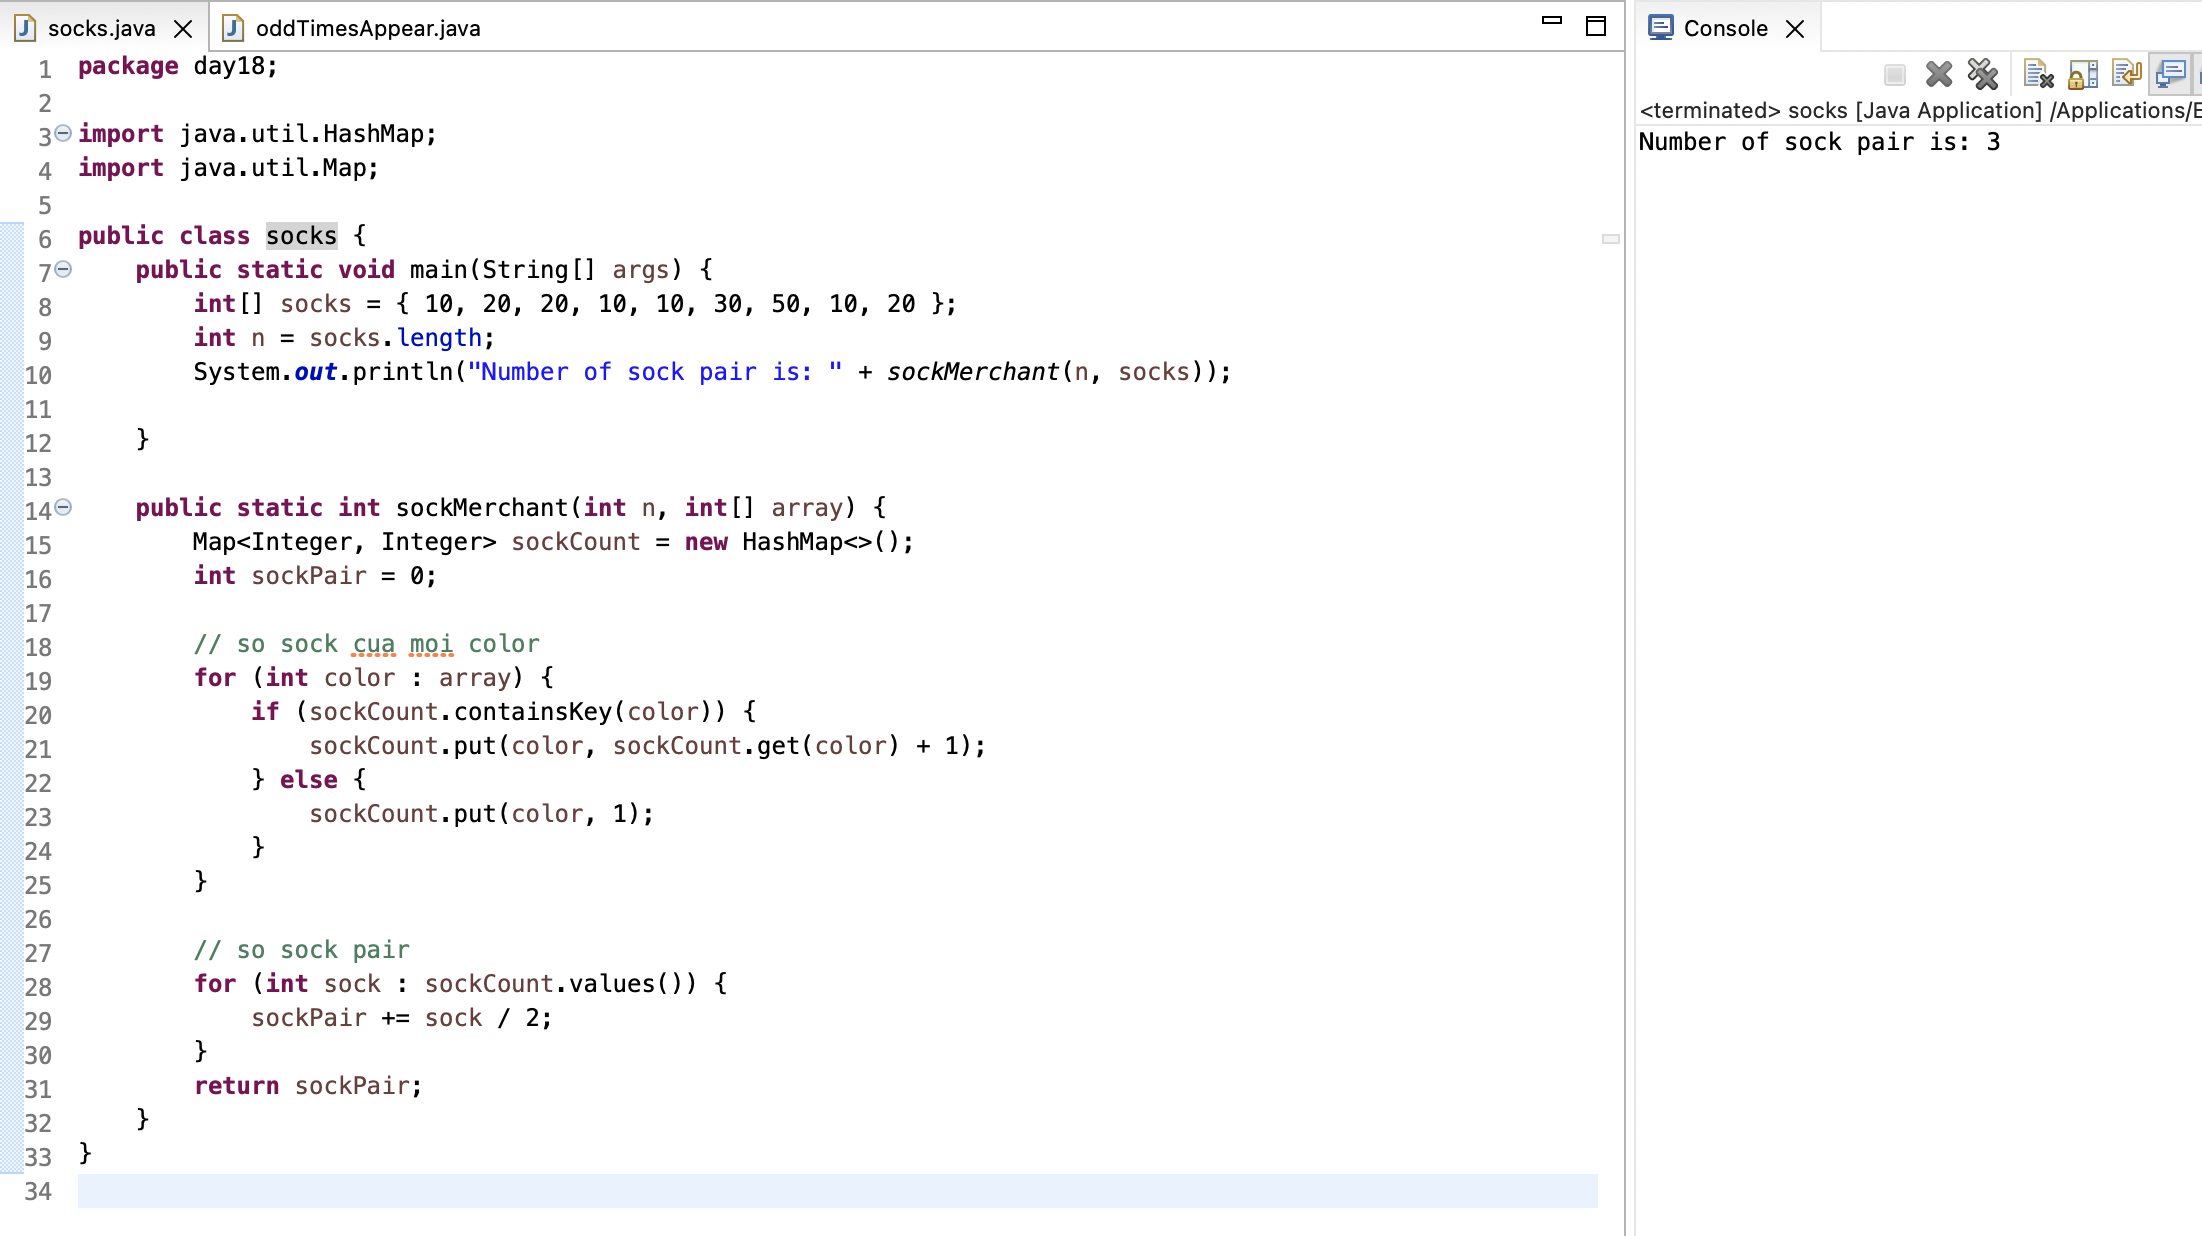 socks.java
oddTimesAppear.java
1 package day18;
2
3 import java.util.HashMap;
4 import java.util.Map;
5
6 public class socks {
7     public static void main(String[] args) {
8         int[] socks = { 10, 20, 20, 10, 10, 30, 50, 10, 20 };
9         int n = socks.length;
10         System.out.println("Number of sock pair is: " + sockMerchant(n, socks));
11
12     }
13
14     public static int sockMerchant(int n, int[] array) {
15         Map<Integer, Integer> sockCount = new HashMap<>();
16         int sockPair = 0;
17
18         // so sock cua moi color
19         for (int color : array) {
20             if (sockCount.containsKey(color)) {
21                 sockCount.put(color, sockCount.get(color) + 1);
22             } else {
23                 sockCount.put(color, 1);
24             }
25         }
26
27         // so sock pair
28         for (int sock : sockCount.values()) {
29             sockPair += sock / 2;
30         }
31         return sockPair;
32     }
33 }
34
Console
<terminated> socks [Java Application] /Applications/E
Number of sock pair is: 3